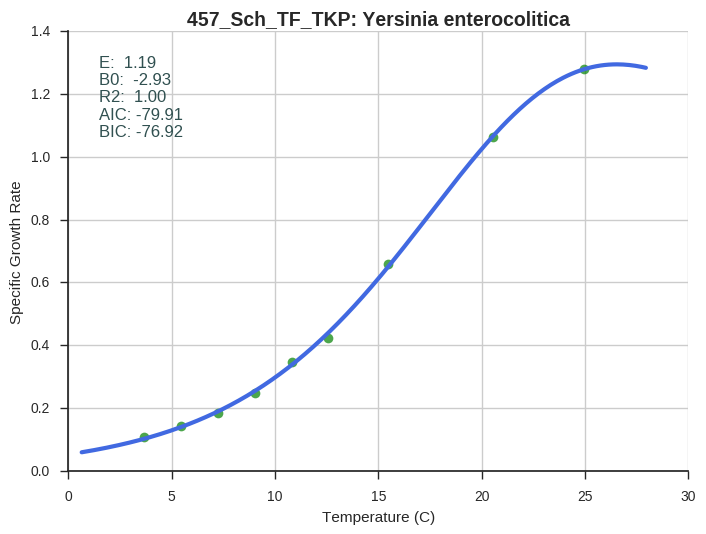 457_Sch_TF_TKP: Yersinia enterocolitica
E:  1.19
B0:  -2.93
R2:  1.00
AIC: -79.91
BIC: -76.92
1.4
1.2
1.0
0.8
0.6
0.4
0.2
0.0
Specific Growth Rate
0 5 10 15 20 25 30
Temperature (C)